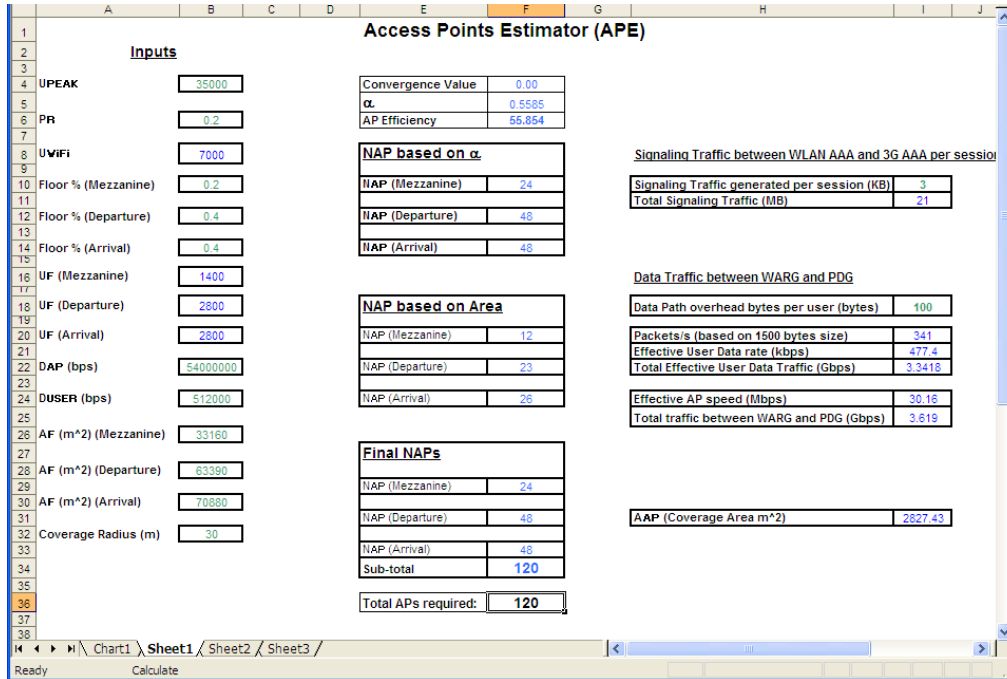 A B C D E F G H I J
1 Access Points Estimator (APE)
2 Inputs
3
4 UPEAK 35000 Convergence Value 0.00
5 α 0.5585
6 PR 0.2 AP Efficiency 55.854
7
8 UWiFi 7000 NAP based on α Signaling Traffic between WLAN AAA and 3G AAA per session
9
10 Floor % (Mezzanine) 0.2 NAP (Mezzanine) 24 Signaling Traffic generated per session (KB) 3
11 Total Signaling Traffic (MB) 21
12 Floor % (Departure) 0.4 NAP (Departure) 48
13
14 Floor % (Arrival) 0.4 NAP (Arrival) 48
15
16 UF (Mezzanine) 1400 Data Traffic between WARG and PDG
17
18 UF (Departure) 2800 NAP based on Area Data Path overhead bytes per user (bytes) 100
19
20 UF (Arrival) 2800 NAP (Mezzanine) 12 Packets/s (based on 1500 bytes size) 341
21 Effective User Data rate (kbps) 477.4
22 DAP (bps) 54000000 NAP (Departure) 23 Total Effective User Data Traffic (Gbps) 3.3418
23
24 DUSER (bps) 512000 NAP (Arrival) 26 Effective AP speed (Mbps) 30.16
25 Total traffic between WARG and PDG (Gbps) 3.619
26 AF (m^2) (Mezzanine) 33160
27 Final NAPs
28 AF (m^2) (Departure) 63390
29 NAP (Mezzanine) 24
30 AF (m^2) (Arrival) 70880
31 NAP (Departure) 48 AAP (Coverage Area m^2) 2827.43
32 Coverage Radius (m) 30
33 NAP (Arrival) 48
34 Sub-total 120
35
36 Total APs required: 120
37
38
Chart1 Sheet1 Sheet2 Sheet3
Ready Calculate